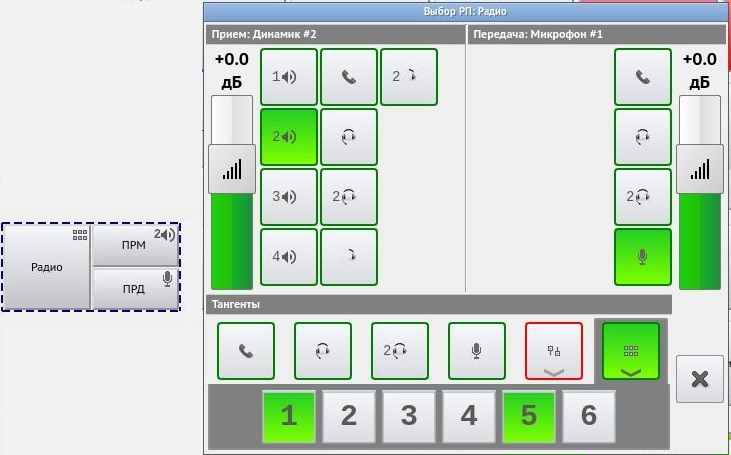 Выбор РП: Радио
Прием: Динамик #2
Передача: Микрофон #1
+0.0
дБ
1
2
2
3
2
4
2
+0.0
дБ
Радио
ПРМ
2
ПРД
Тангенты
2
1
2
3
4
5
6